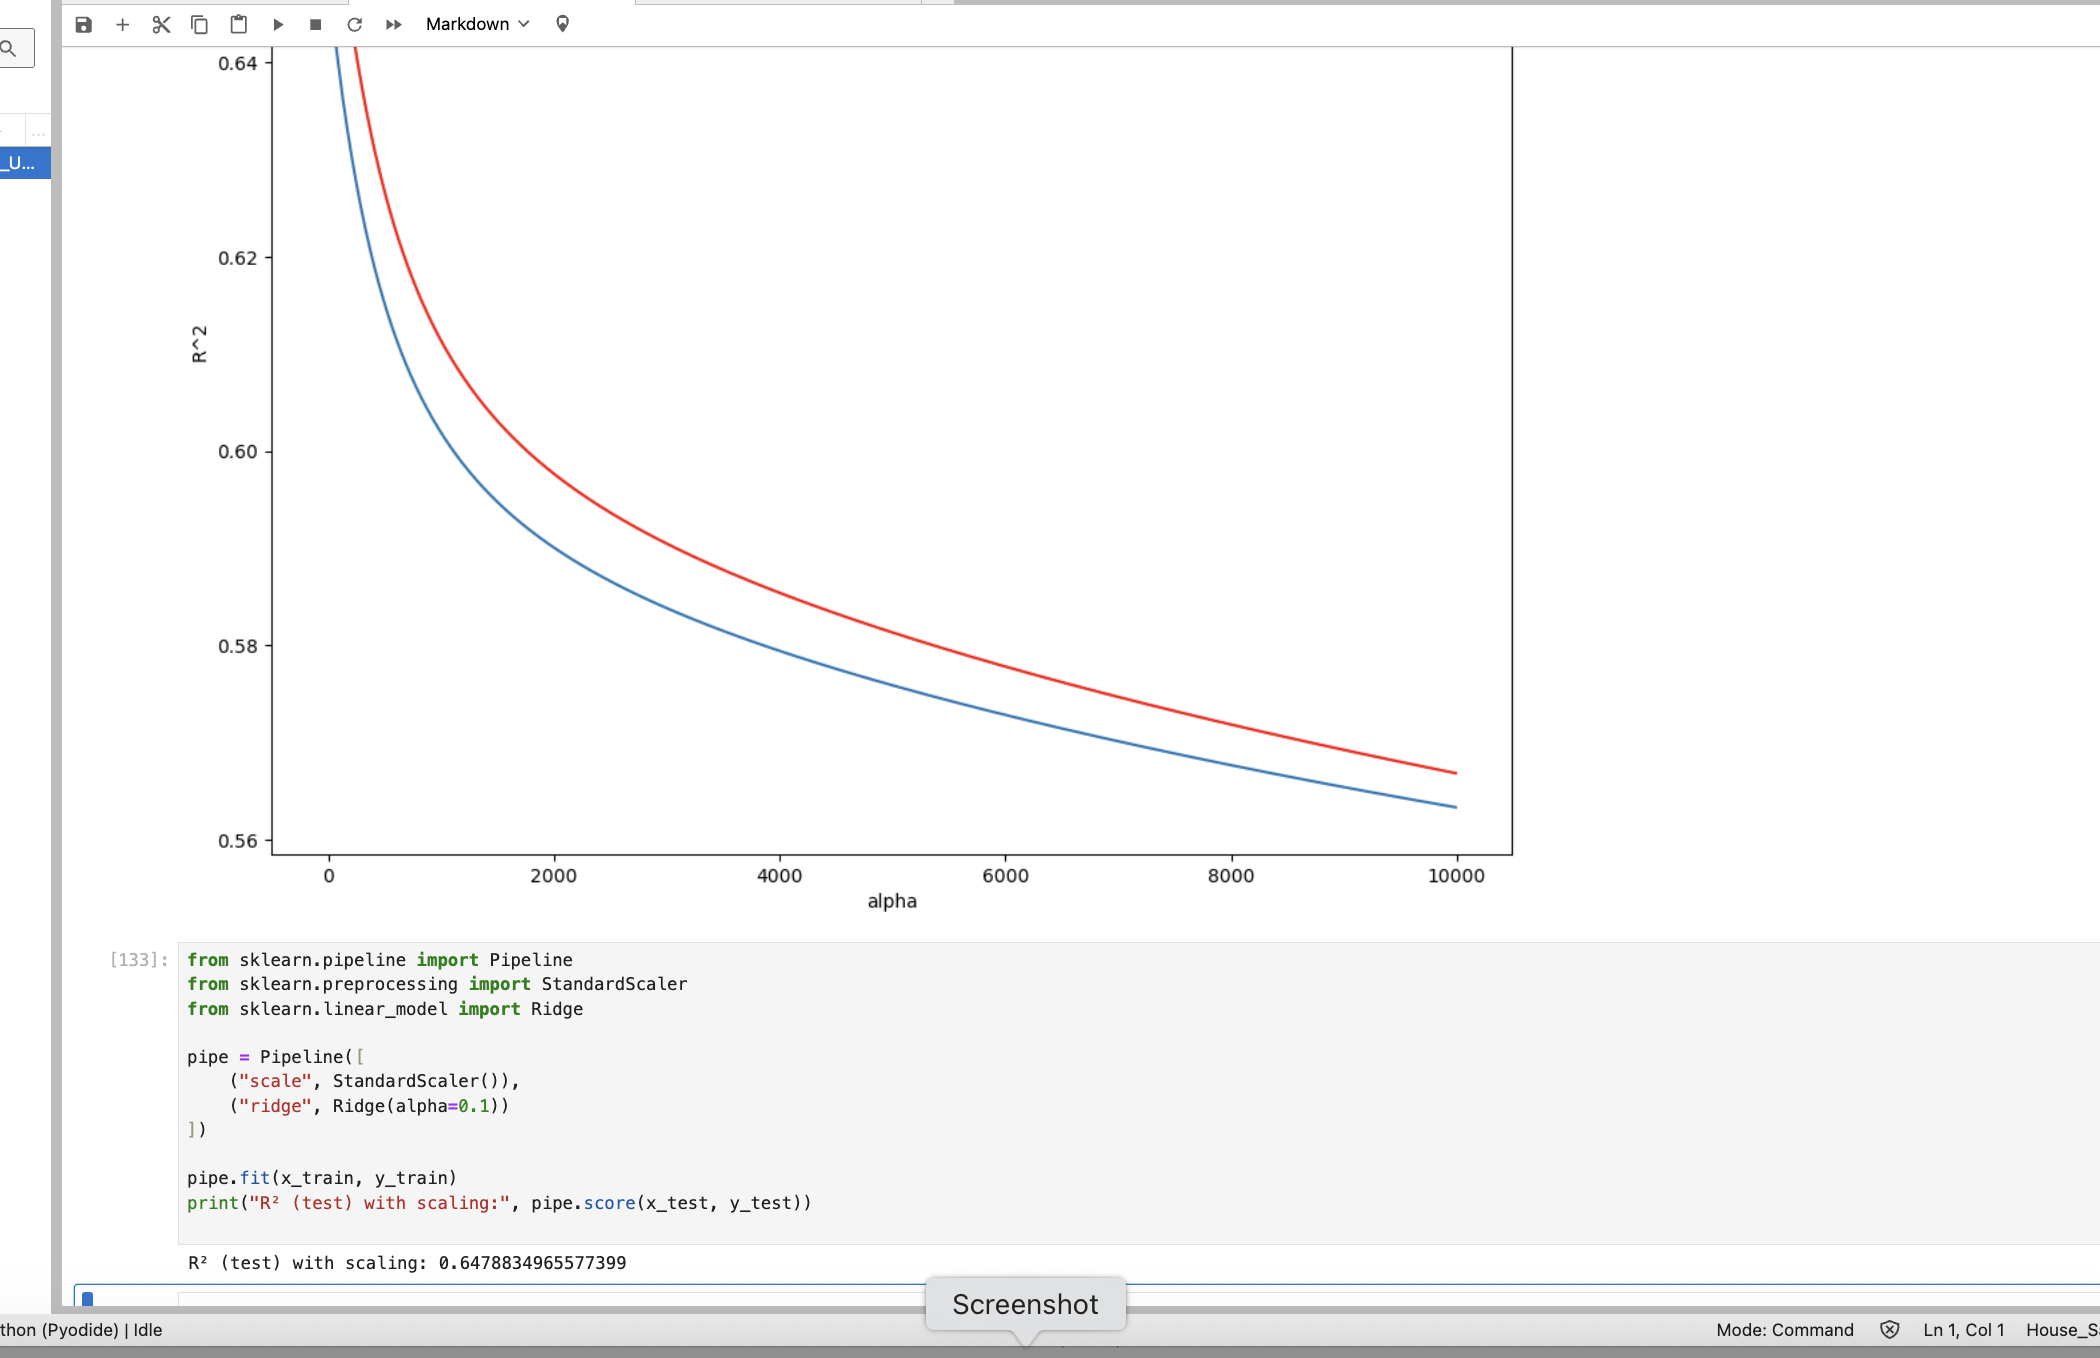 Markdown
...
_U...
0.64
0.62
R^2
0.60
0.58
0.56
0 2000 4000 6000 8000 10000
alpha
[133]:
from sklearn.pipeline import Pipeline
from sklearn.preprocessing import StandardScaler
from sklearn.linear_model import Ridge
pipe = Pipeline([
("scale", StandardScaler()),
("ridge", Ridge(alpha=0.1))
])
pipe.fit(x_train, y_train)
print("R² (test) with scaling:", pipe.score(x_test, y_test))
R² (test) with scaling: 0.6478834965577399
Screenshot
thon (Pyodide) | Idle
Mode: Command
Ln 1, Col 1
House_S